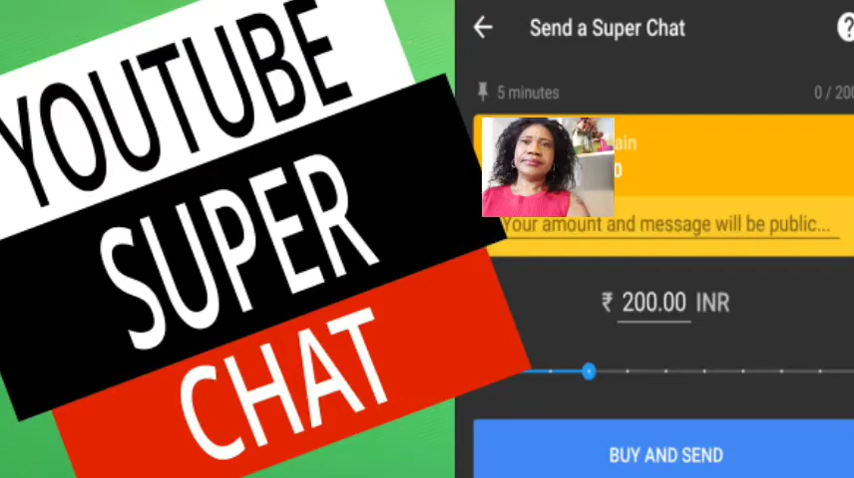 YOUTUBE
SUPER
CHAT
Send a Super Chat
?
5 minutes
0 / 200
Your amount and message will be public...
₹ 200.00 INR
BUY AND SEND